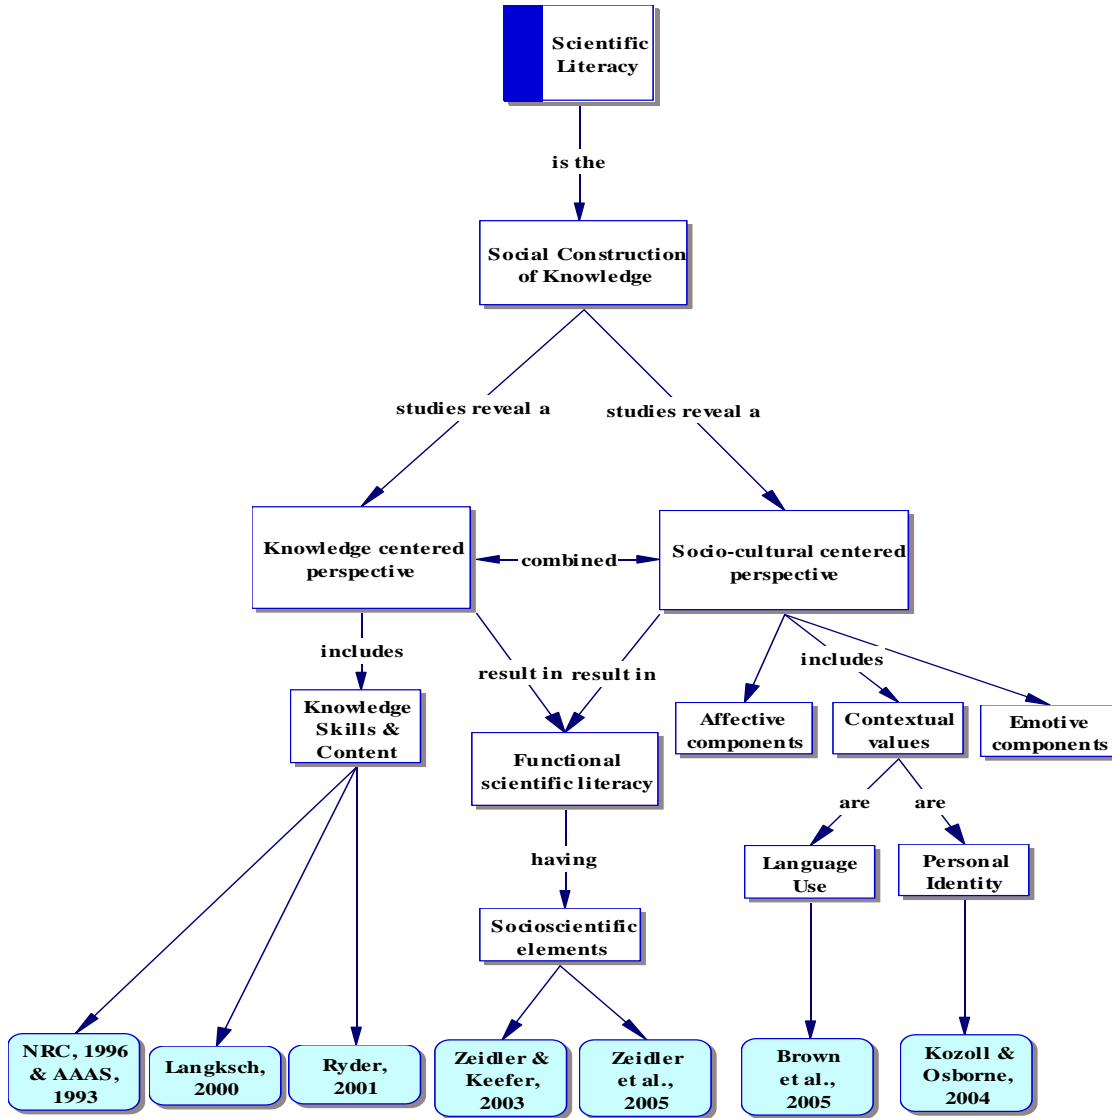 Scientific
Literacy
is the
Social Construction
of Knowledge
studies reveal a
studies reveal a
Knowledge centered
perspective
combined
Socio-cultural centered
perspective
includes
result in
result in
includes
Knowledge
Skills &
Content
Functional
scientific literacy
Affective
components
Contextual
values
Emotive
components
having
are
are
Language
Use
Personal
Identity
Socioscientific
elements
NRC, 1996
& AAAS,
1993
Langksch,
2000
Ryder,
2001
Zeidler &
Keefer,
2003
Zeidler
et al.,
2005
Brown
et al.,
2005
Kozoll &
Osborne,
2004